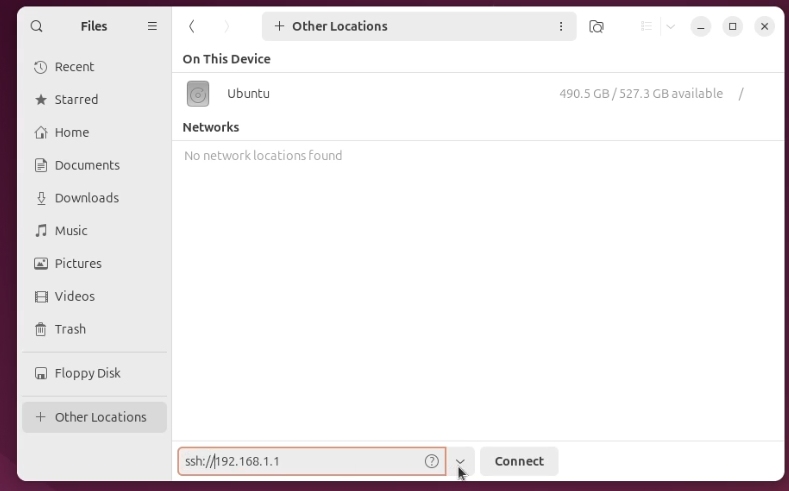 Files
+ Other Locations
Recent
Starred
Home
Documents
Downloads
Music
Pictures
Videos
Trash
Floppy Disk
+ Other Locations
On This Device
Ubuntu 490.5 GB / 527.3 GB available /
Networks
No network locations found
ssh://192.168.1.1 ?
Connect